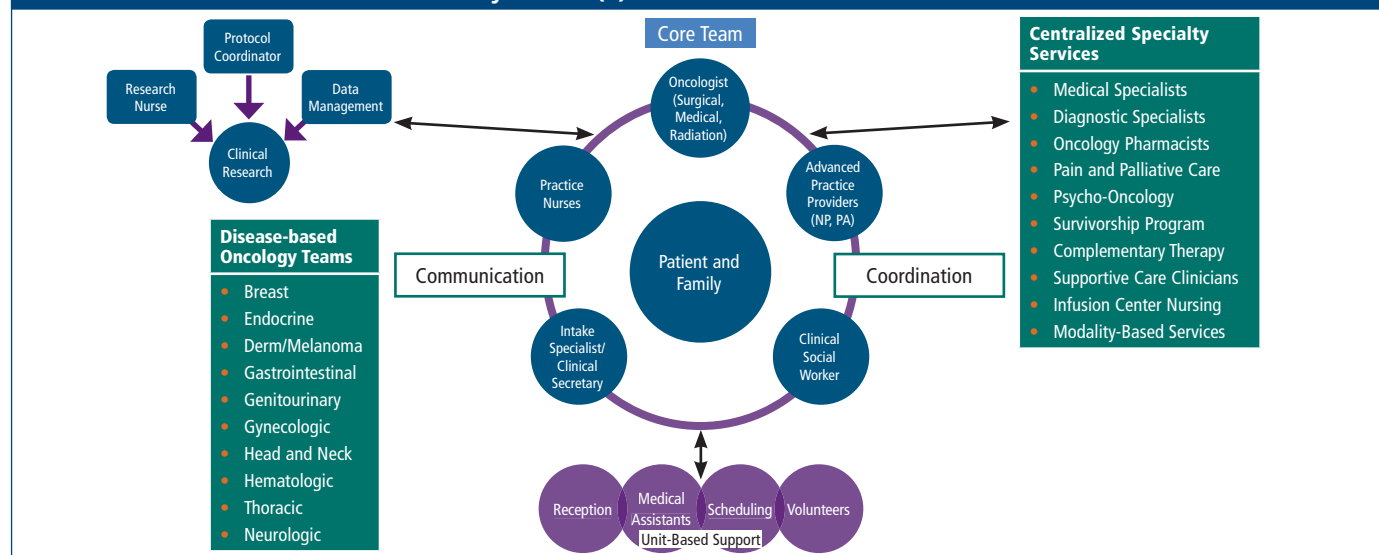 Core Team
Protocol
Coordinator
Research
Nurse
Data
Management
Clinical
Research
Oncologist
(Surgical,
Medical,
Radiation)
Practice
Nurses
Advanced
Practice
Providers
(NP, PA)
Patient and
Family
Communication
Coordination
Intake
Specialist/
Clinical
Secretary
Clinical
Social
Worker
Reception
Medical
Assistants
Scheduling
Volunteers
Unit-Based Support
Disease-based
Oncology Teams
• Breast
• Endocrine
• Derm/Melanoma
• Gastrointestinal
• Genitourinary
• Gynecologic
• Head and Neck
• Hematologic
• Thoracic
• Neurologic
Centralized Specialty
Services
• Medical Specialists
• Diagnostic Specialists
• Oncology Pharmacists
• Pain and Palliative Care
• Psycho-Oncology
• Survivorship Program
• Complementary Therapy
• Supportive Care Clinicians
• Infusion Center Nursing
• Modality-Based Services